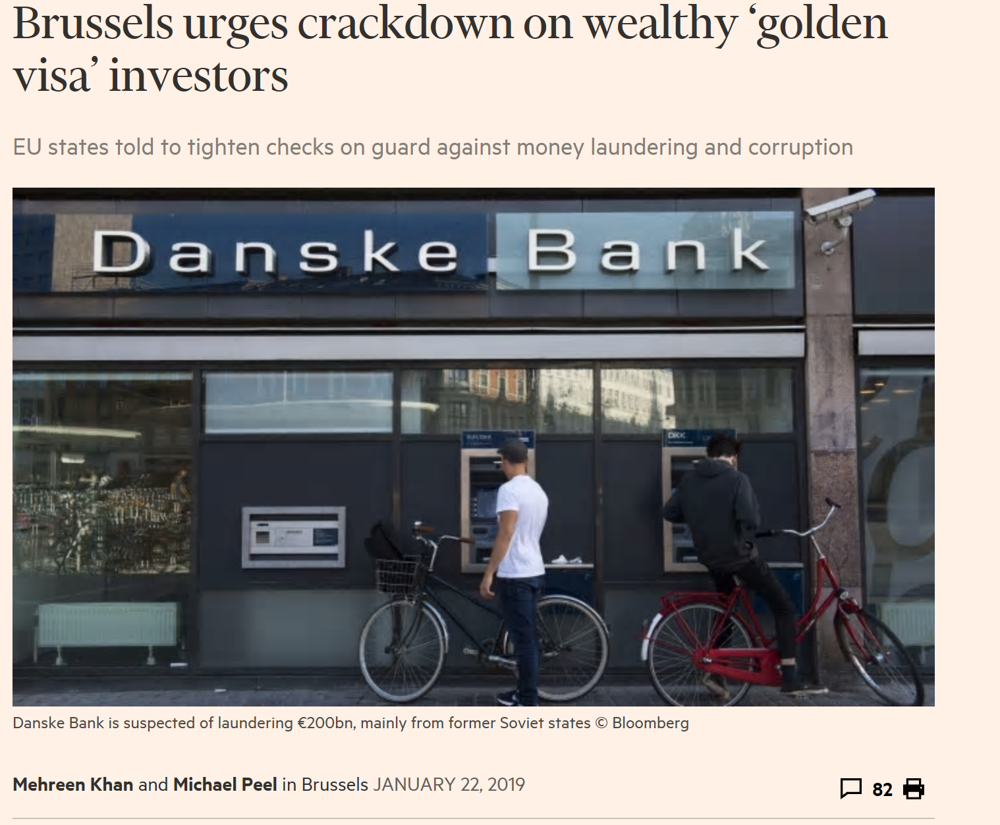 Brussels urges crackdown on wealthy ‘golden
visa’ investors
EU states told to tighten checks on guard against money laundering and corruption
Danske Bank
DKK
Danske Bank is suspected of laundering €200bn, mainly from former Soviet states © Bloomberg
Mehreen Khan and Michael Peel in Brussels JANUARY 22, 2019
82